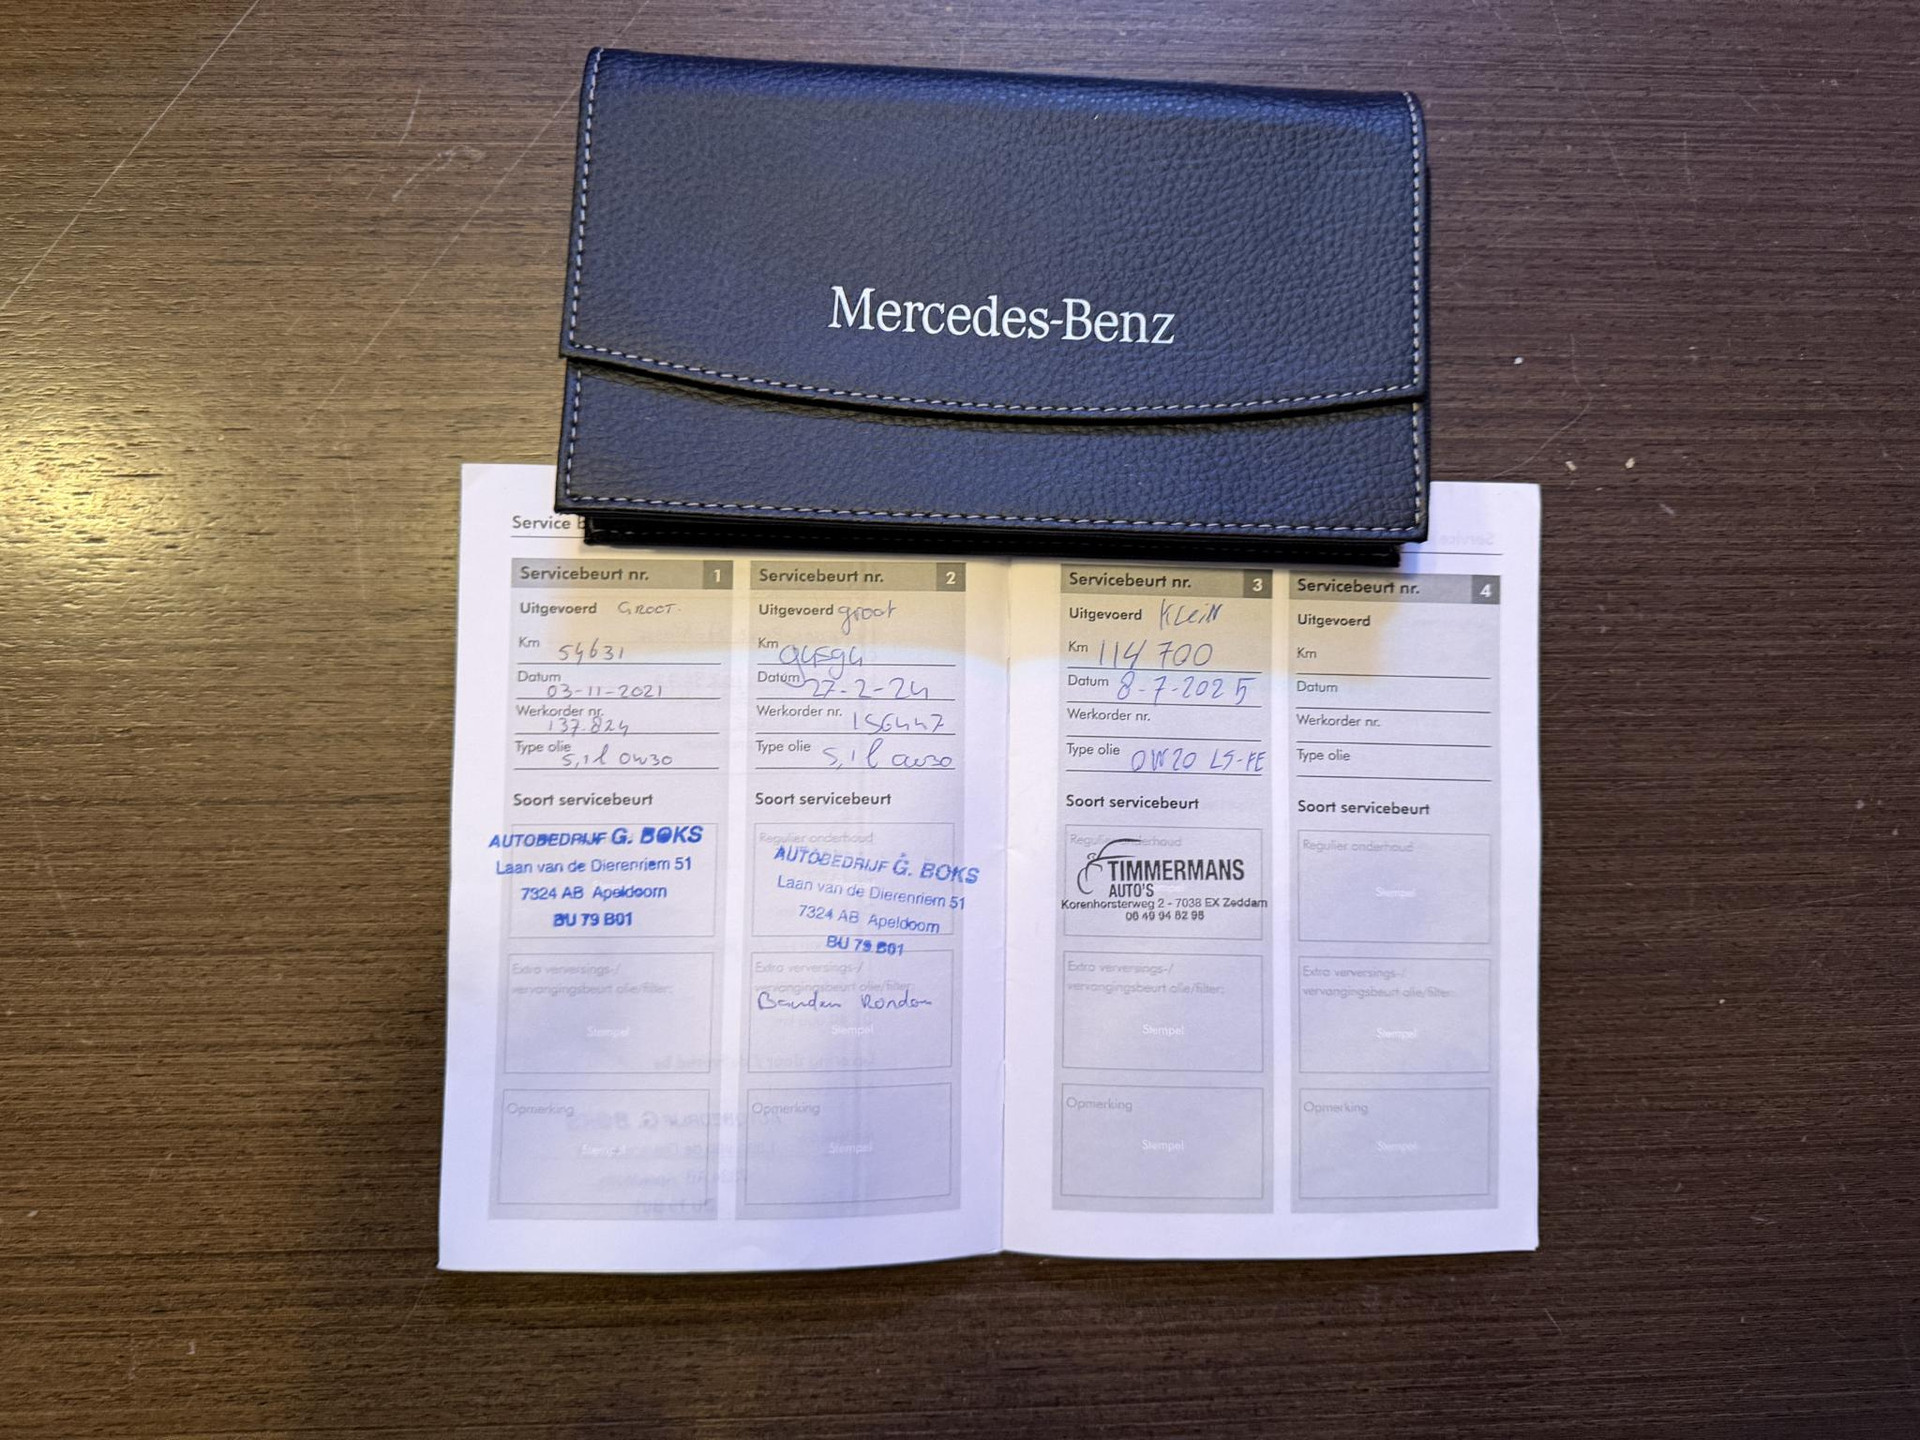 Mercedes-Benz
Service b
Servicebeurt nr. 1
Uitgevoerd GROOT.
Km 54631
Datum 03-11-2021
Werkorder nr. 137.824
Type olie 5,1l 0w30
Soort servicebeurt
AUTOBEDRIJF G. BOKS
Laan van de Dierenriem 51
7324 AB Apeldoorn
BU 79 B01
Extra verversings-/
vervangingsbeurt olie/filter:
Stempel
Opmerking
Stempel
Servicebeurt nr. 2
Uitgevoerd groot
Km 94594
Datum 27-2-24
Werkorder nr. 156447
Type olie 5,1l 0w30
Soort servicebeurt
Regulier onderhoud
AUTOBEDRIJF G. BOKS
Laan van de Dierenriem 51
7324 AB Apeldoorn
BU 79 B01
Extra verversings-/
vervangingsbeurt olie/filter:
Banden Rondom
Stempel
Opmerking
Stempel
Servicebeurt nr. 3
Uitgevoerd KLeiN
Km 114 700
Datum 8-7-2025
Werkorder nr.
Type olie 0W20 LS-FE
Soort servicebeurt
Regulier onderhoud
TIMMERMANS
AUTO'S
Korenhorsterweg 2 - 7038 EX Zeddam
06 49 94 82 98
Extra verversings-/
vervangingsbeurt olie/filter:
Stempel
Opmerking
Stempel
Servicebeurt nr. 4
Uitgevoerd
Km
Datum
Werkorder nr.
Type olie
Soort servicebeurt
Regulier onderhoud
Stempel
Extra verversings-/
vervangingsbeurt olie/filter:
Stempel
Opmerking
Stempel